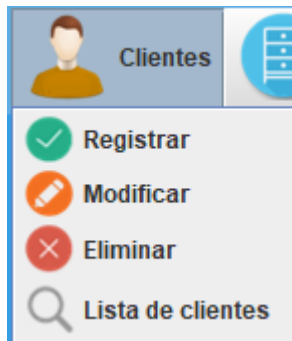 Clientes
Registrar
Modificar
Eliminar
Lista de clientes